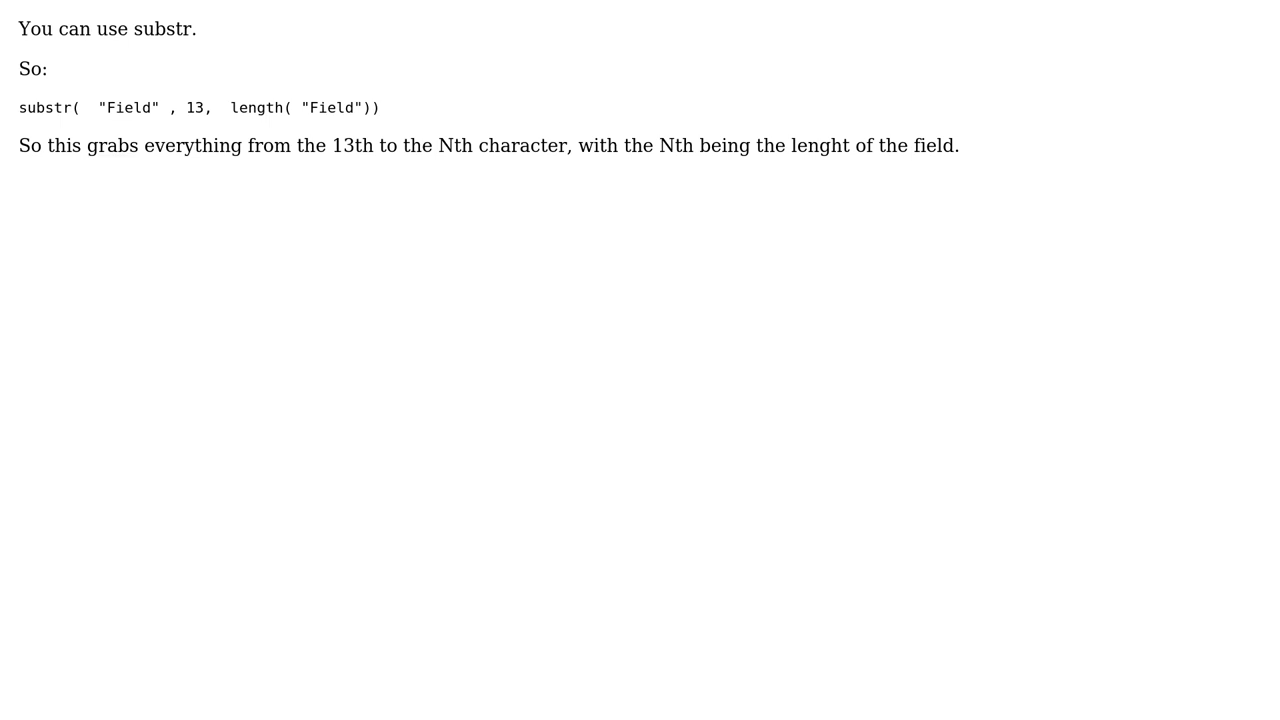 You can use substr.
So:
substr(  "Field" , 13,  length( "Field"))
So this grabs everything from the 13th to the Nth character, with the Nth being the lenght of the field.